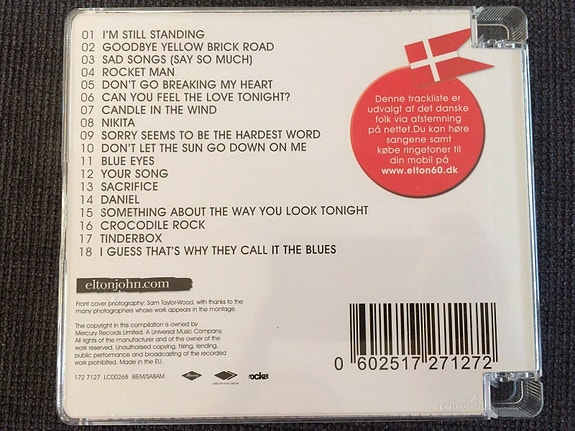 01 I'M STILL STANDING
02 GOODBYE YELLOW BRICK ROAD
03 SAD SONGS (SAY SO MUCH)
04 ROCKET MAN
05 DON'T GO BREAKING MY HEART
06 CAN YOU FEEL THE LOVE TONIGHT?
07 CANDLE IN THE WIND
08 NIKITA
09 SORRY SEEMS TO BE THE HARDEST WORD
10 DON'T LET THE SUN GO DOWN ON ME
11 BLUE EYES
12 YOUR SONG
13 SACRIFICE
14 DANIEL
15 SOMETHING ABOUT THE WAY YOU LOOK TONIGHT
16 CROCODILE ROCK
17 TINDERBOX
18 I GUESS THAT'S WHY THEY CALL IT THE BLUES
Denne trackliste er
udvalgt af det danske
folk via afstemning
på nettet.Du kan høre
sangene samt
købe ringetoner til
din mobil på
www.elton60.dk
eltonjohn.com
Front cover photography: Sam Taylor-Wood, with thanks to the
many photographers whose work appears in the montage.
The copyright in this compilation is owned by
Mercury Records Limited. A Universal Music Company.
All rights of the manufacturer and of the owner of the
work reserved. Unauthorised copying, rating, lending,
public performance and broadcasting of the recorded
work prohibited. Made in the EU.
172 7127 LC00268 BIEM/SABAM
rocket
0 602517 271272